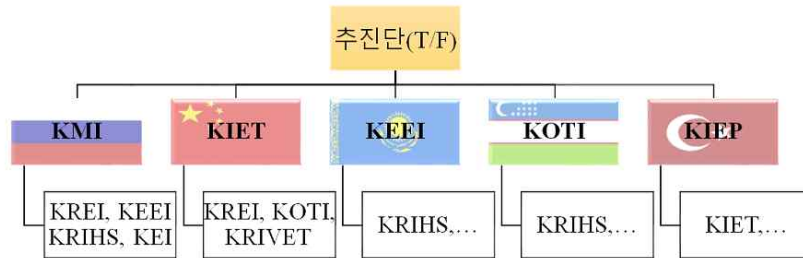 추진단(T/F)
KMI
KIET
KEEI
KOTI
KIEP
KREI, KEEI
KRIHS, KEI
KREI, KOTI,
KRIVET
KRIHS,…
KRIHS,…
KIET,…